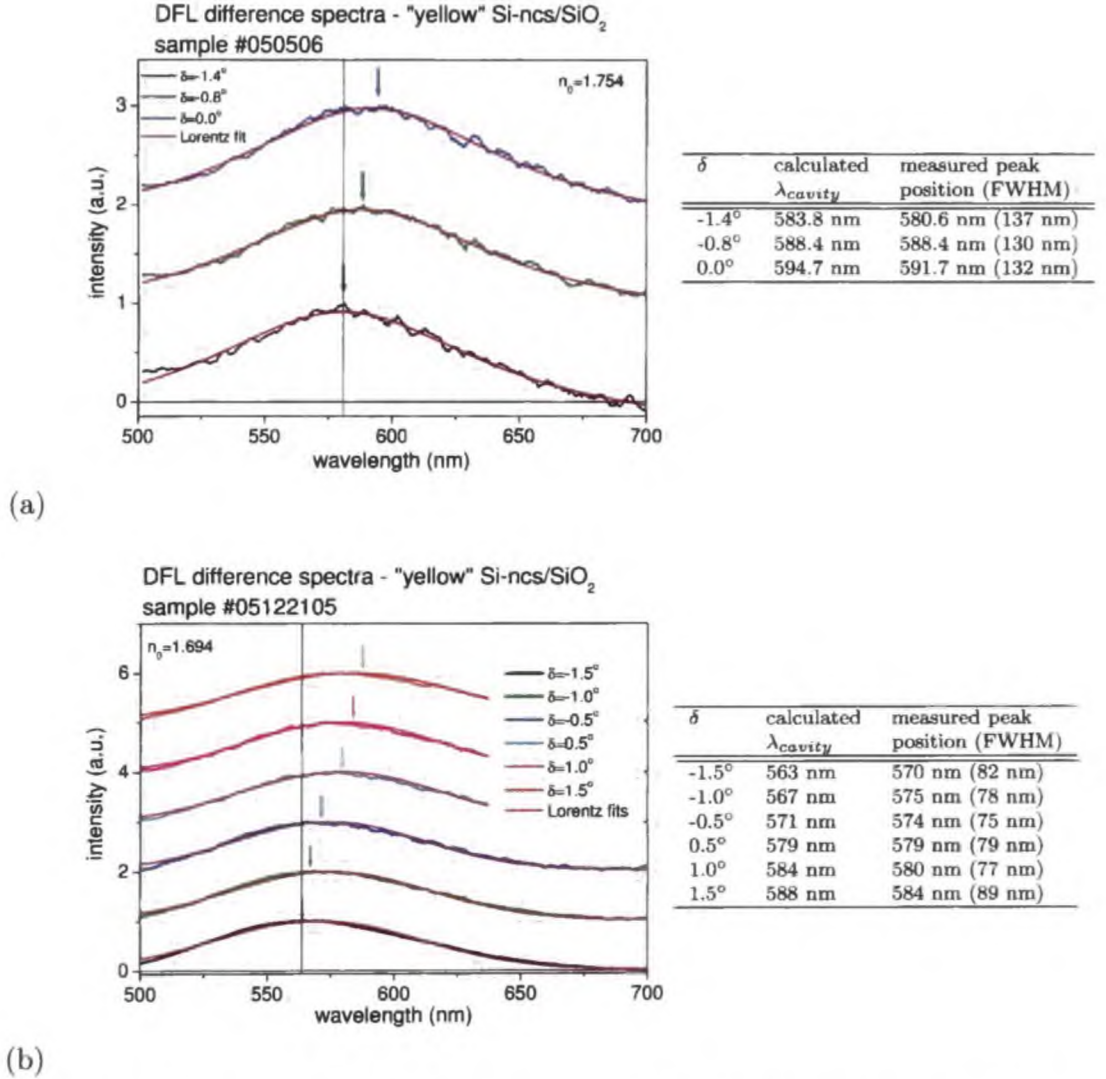 DFL difference spectra - "yellow" Si-ncs/SiO2
sample #050506
δ=-1.4°
δ=-0.8°
δ=0.0°
Lorentz fit
n0=1.754
3
2
1
0
intensity (a.u.)
500 550 600 650 700
wavelength (nm)
δ calculated measured peak
λcavity position (FWHM)
-1.4° 583.8 nm 580.6 nm (137 nm)
-0.8° 588.4 nm 588.4 nm (130 nm)
0.0° 594.7 nm 591.7 nm (132 nm)
(a)
DFL difference spectra - "yellow" Si-ncs/SiO2
sample #05122105
n0=1.694
δ=-1.5°
δ=-1.0°
δ=-0.5°
δ=0.5°
δ=1.0°
δ=1.5°
Lorentz fits
6
4
2
0
intensity (a.u.)
500 550 600 650 700
wavelength (nm)
δ calculated measured peak
λcavity position (FWHM)
-1.5° 563 nm 570 nm (82 nm)
-1.0° 567 nm 575 nm (78 nm)
-0.5° 571 nm 574 nm (75 nm)
0.5° 579 nm 579 nm (79 nm)
1.0° 584 nm 580 nm (77 nm)
1.5° 588 nm 584 nm (89 nm)
(b)